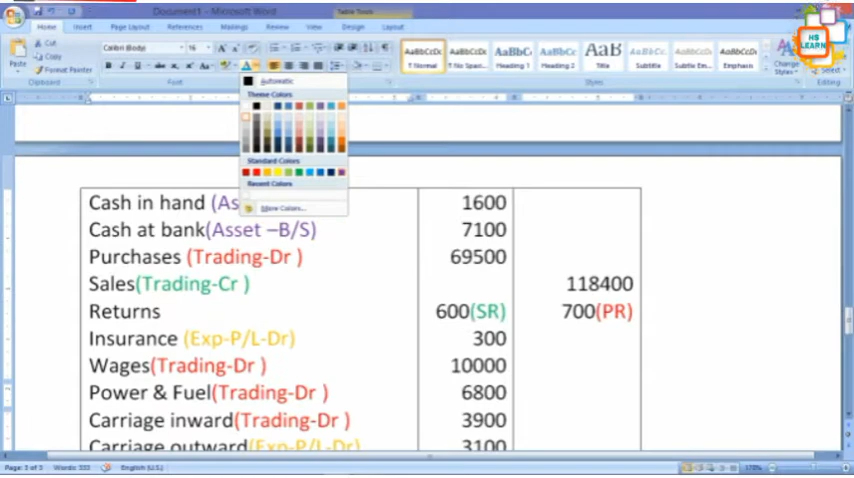 Document1 - Microsoft Word
Table Tools
Home Insert Page Layout References Mailings Review View Design Layout
HS
LEARN
Cut
Copy
Format Painter
Paste
Clipboard
Calibri (Body) 16
Font
AaBbCcDc AaBbCcDc AaBbC AaBbCc AaB AaBbCc. AaBbCcDc AaBbCcDc
¶ Normal ¶ No Spaci... Heading 1 Heading 2 Title Subtitle Subtle Em... Emphasis
Change Styles
Select
Styles
Editing
Automatic
Theme Colors
Standard Colors
Recent Colors
More Colors...
Cash in hand (As 1600
Cash at bank(Asset –B/S) 7100
Purchases (Trading-Dr ) 69500
Sales(Trading-Cr ) 118400
Returns 600(SR) 700(PR)
Insurance (Exp-P/L-Dr) 300
Wages(Trading-Dr ) 10000
Power & Fuel(Trading-Dr ) 6800
Carriage inward(Trading-Dr ) 3900
Carriage outward(Exp-P/L-Dr ) 3100
Page: 3 of 3 Words: 333 English (U.S.) 173%